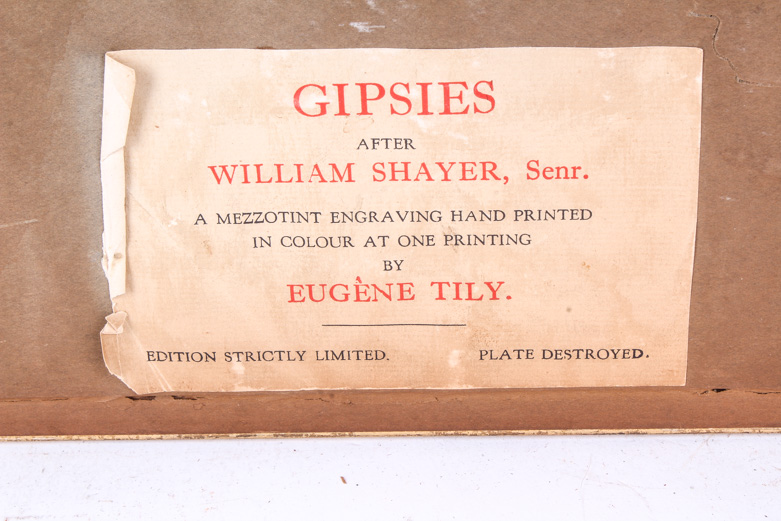 GIPSIES
AFTER
WILLIAM SHAYER, Senr.
A MEZZOTINT ENGRAVING HAND PRINTED
IN COLOUR AT ONE PRINTING
BY
EUGÊNE TILY.
EDITION STRICTLY LIMITED. PLATE DESTROYED.